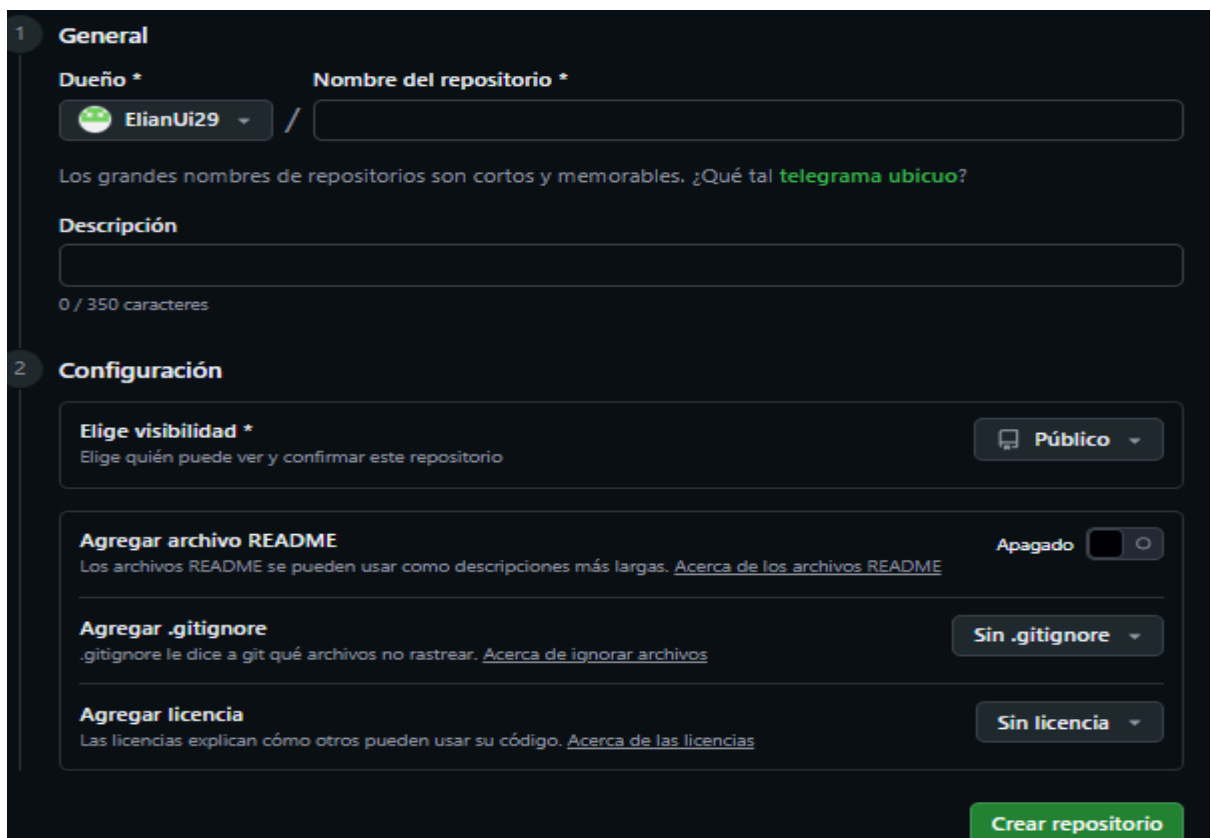 1
General
Dueño * Nombre del repositorio *
ElianUi29 /
Los grandes nombres de repositorios son cortos y memorables. ¿Qué tal telegrama ubicuo?
Descripción
0 / 350 caracteres
2
Configuración
Elige visibilidad *
Elige quién puede ver y confirmar este repositorio
Público
Agregar archivo README
Los archivos README se pueden usar como descripciones más largas. Acerca de los archivos README
Apagado
Agregar .gitignore
.gitignore le dice a git qué archivos no rastrear. Acerca de ignorar archivos
Sin .gitignore
Agregar licencia
Las licencias explican cómo otros pueden usar su código. Acerca de las licencias
Sin licencia
Crear repositorio